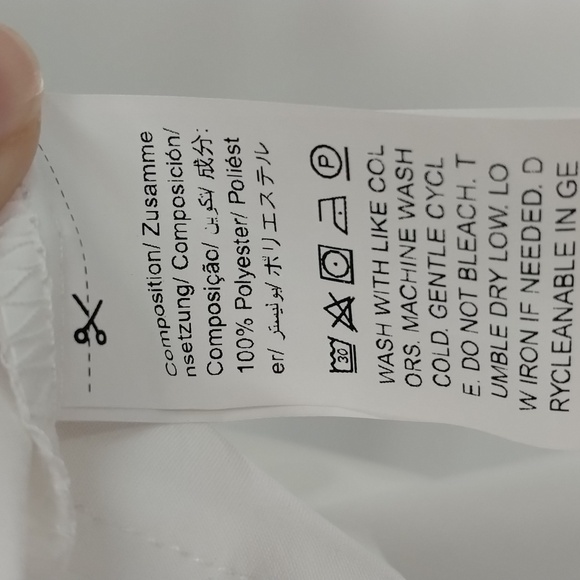 Composition/ Zusamme
nsetzung/ Composición/
Composição/ تكوين/ 成分:
100% Polyester/ Poliést
er/ بوليستر/ ポリエステル
30 P
WASH WITH LIKE COL
ORS. MACHINE WASH
COLD. GENTLE CYCL
E. DO NOT BLEACH. T
UMBLE DRY LOW. LO
W IRON IF NEEDED. D
RYCLEANABLE IN GE